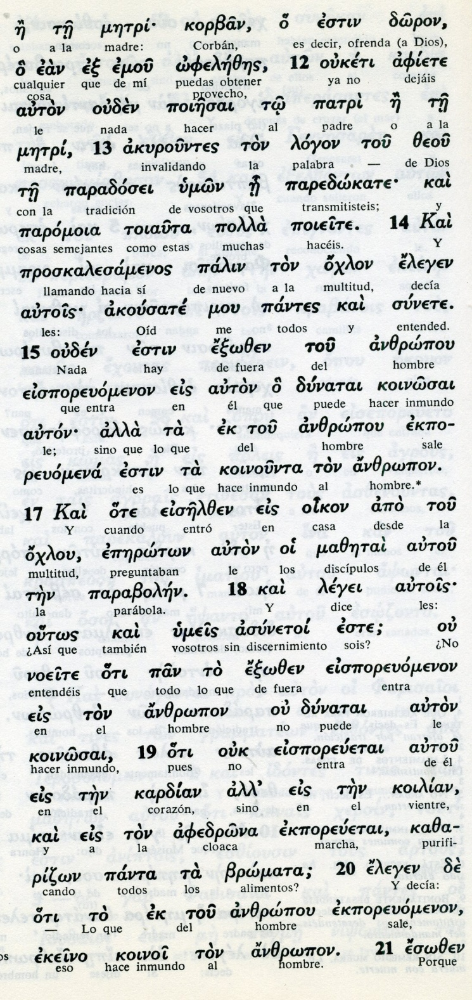 ἢ τῇ μητρί· κορβᾶν, ὅ ἐστιν δῶρον,
o a la madre: Corbán, es decir, ofrenda (a Dios),
ὃ ἐὰν ἐξ ἐμοῦ ὠφελήθης, 12 οὐκέτι ἀφίετε
cualquier que de mí puedas obtener ya no dejáis
cosa provecho,
αὐτὸν οὐδὲν ποιῆσαι τῷ πατρὶ ἢ τῇ
le nada hacer al padre o a la
μητρί, 13 ἀκυροῦντες τὸν λόγον τοῦ θεοῦ
madre, invalidando la palabra — de Dios
τῇ παραδόσει ὑμῶν ᾗ παρεδώκατε· καὶ
con la tradición de vosotros que transmitisteis; y
παρόμοια τοιαῦτα πολλὰ ποιεῖτε. 14 Καὶ
cosas semejantes como estas muchas hacéis. Y
προσκαλεσάμενος πάλιν τὸν ὄχλον ἔλεγεν
llamando hacia sí de nuevo a la multitud, decía
αὐτοῖς· ἀκούσατέ μου πάντες καὶ σύνετε.
les: Oíd me todos y entended.
15 οὐδέν ἐστιν ἔξωθεν τοῦ ἀνθρώπου
Nada hay de fuera del hombre
εἰσπορευόμενον εἰς αὐτὸν ὃ δύναται κοινῶσαι
que entra en él que puede hacer inmundo
αὐτόν· ἀλλὰ τὰ ἐκ τοῦ ἀνθρώπου ἐκπο-
le; sino que lo que del hombre sale
ρευόμενά ἐστιν τὰ κοινοῦντα τὸν ἄνθρωπον.
es lo que hace inmundo al hombre.*
17 Καὶ ὅτε εἰσῆλθεν εἰς οἶκον ἀπὸ τοῦ
Y cuando entró en casa desde la
ὄχλου, ἐπηρώτων αὐτὸν οἱ μαθηταὶ αὐτοῦ
multitud, preguntaban le los discípulos de él
τὴν παραβολήν. 18 καὶ λέγει αὐτοῖς·
la parábola. Y dice les:
οὕτως καὶ ὑμεῖς ἀσύνετοί ἐστε; οὐ
¿Así que también vosotros sin discernimiento sois? ¿No
νοεῖτε ὅτι πᾶν τὸ ἔξωθεν εἰσπορευόμενον
entendéis que todo lo que de fuera entra
εἰς τὸν ἄνθρωπον οὐ δύναται αὐτὸν
en el hombre no puede le
κοινῶσαι, 19 ὅτι οὐκ εἰσπορεύεται αὐτοῦ
hacer inmundo, pues no entra de él
εἰς τὴν καρδίαν ἀλλ' εἰς τὴν κοιλίαν,
en el corazón, sino en el vientre,
καὶ εἰς τὸν ἀφεδρῶνα ἐκπορεύεται, καθα-
y a la cloaca marcha, purifi-
ρίζων πάντα τὰ βρώματα; 20 ἔλεγεν δὲ
cando todos los alimentos? Y decía:
ὅτι τὸ ἐκ τοῦ ἀνθρώπου ἐκπορευόμενον,
— Lo que del hombre sale,
ἐκεῖνο κοινοῖ τὸν ἄνθρωπον. 21 ἔσωθεν
eso hace inmundo al hombre. Porque